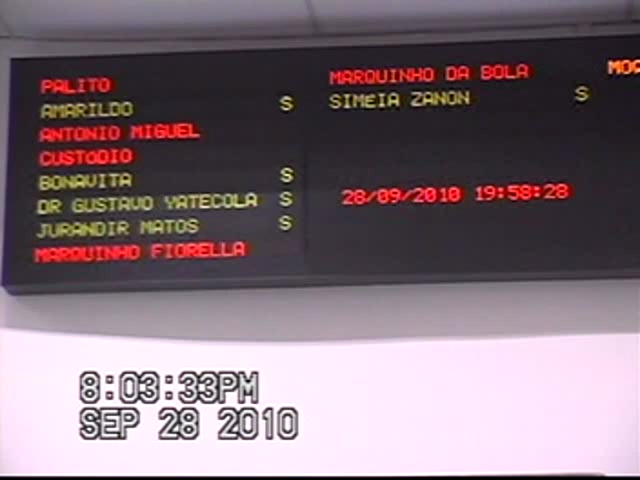 PALITO
AMARILDO S
ANTONIO MIGUEL
CUSTODIO
BONAVITA S
DR GUSTAVO YATECOLA S
JURANDIR MATOS S
MARQUINHO FIORELLA
MARQUINHO DA BOLA
SIMEIA ZANON S
28/09/2010 19:58:28
8:03:33PM
SEP 28 2010